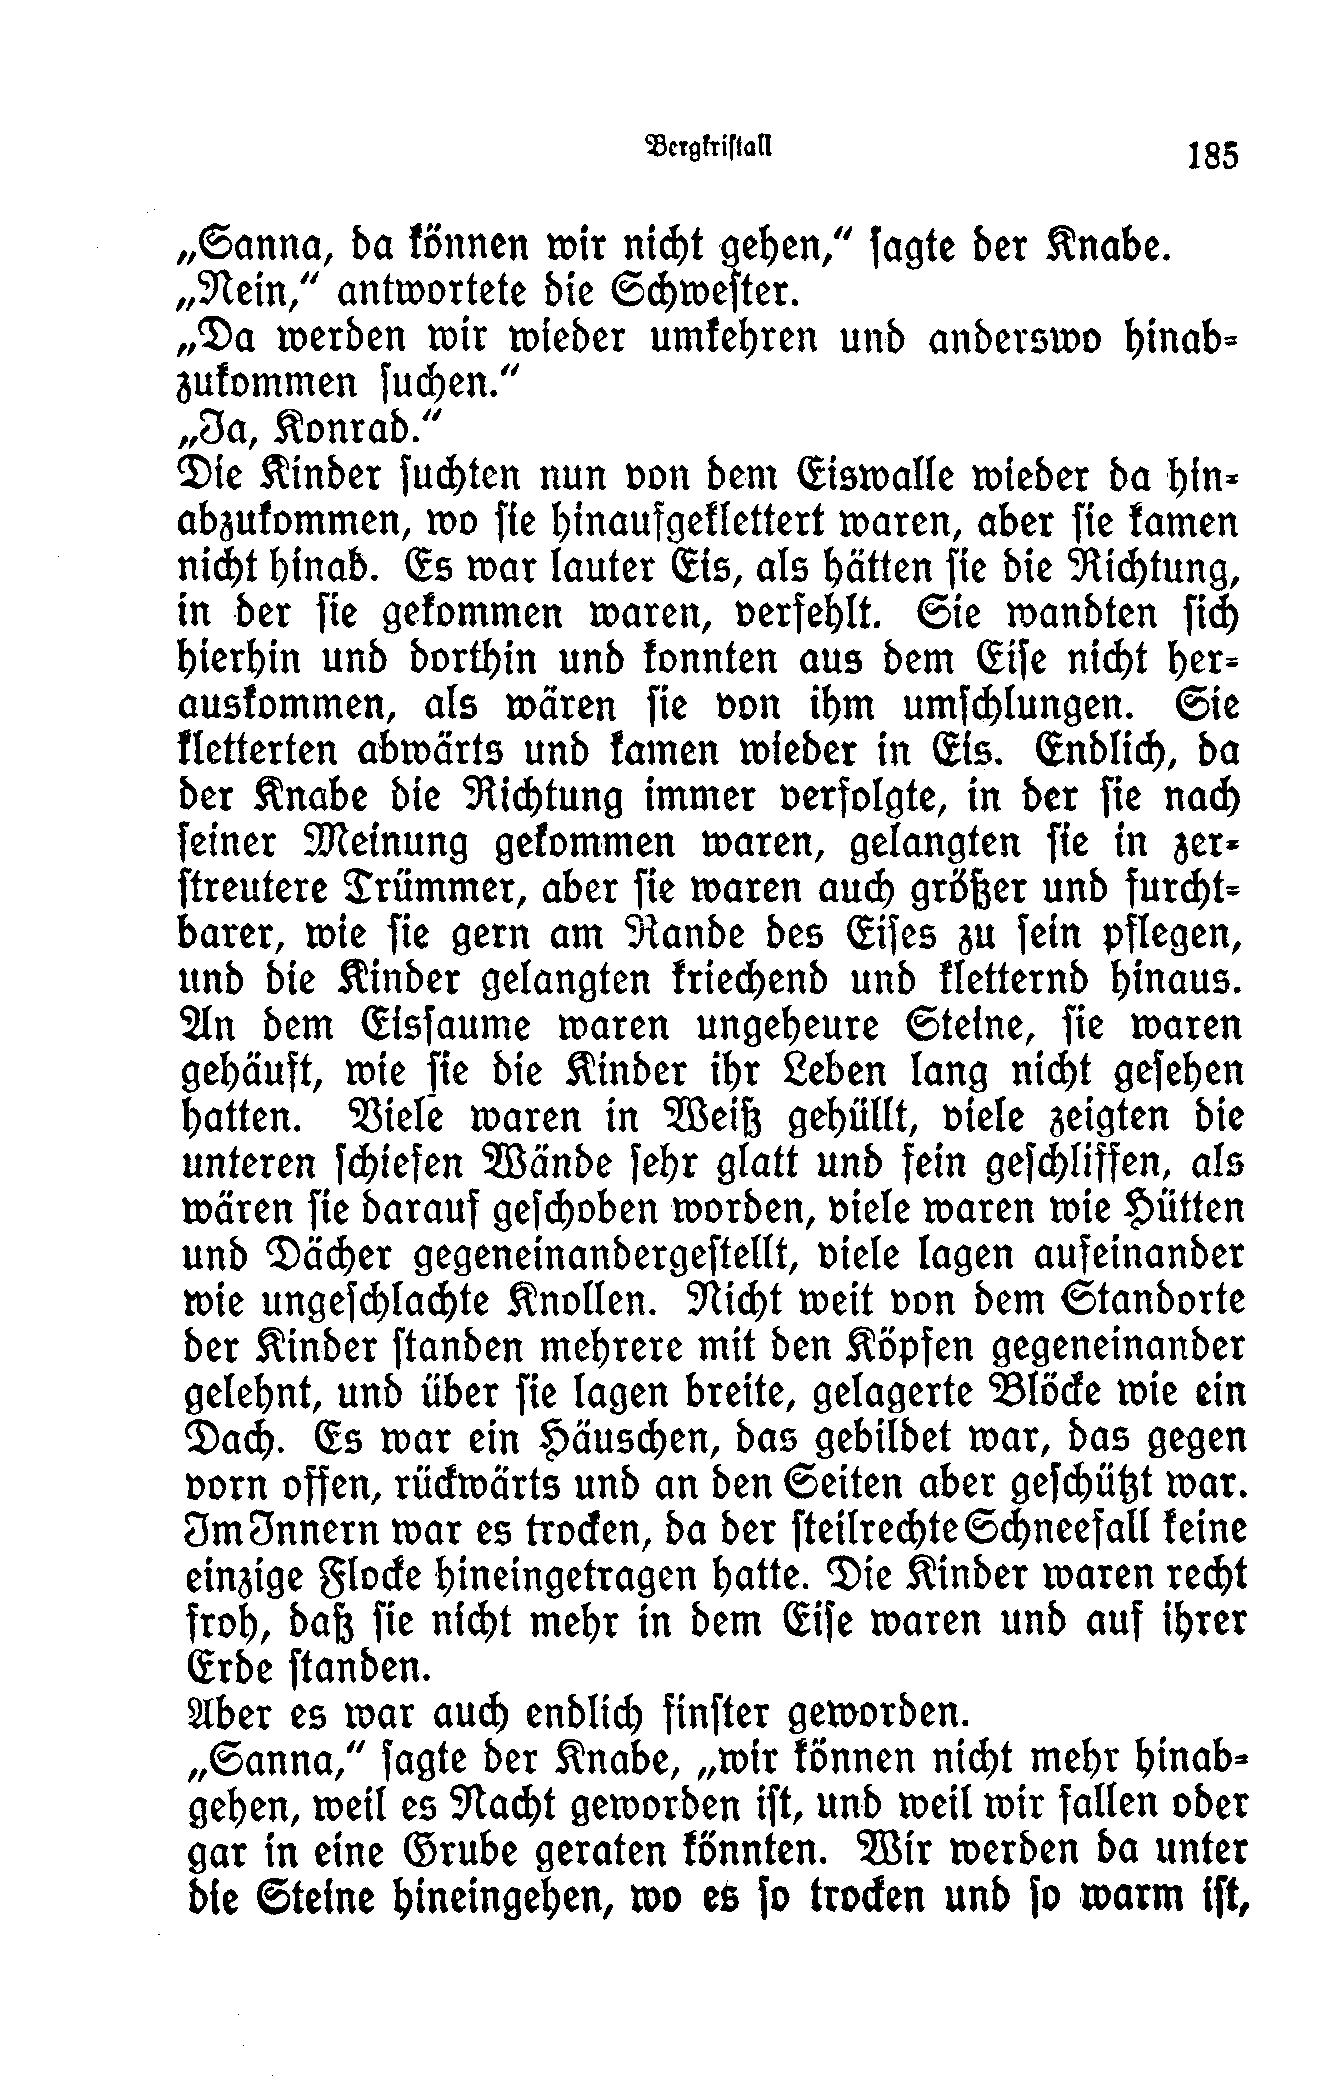 Bergkristall
185
„Sanna, da können wir nicht gehen,“ sagte der Knabe.
„Nein,“ antwortete die Schwester.
„Da werden wir wieder umkehren und anderswo hinab-
zukommen suchen.“
„Ja, Konrad.“
Die Kinder suchten nun von dem Eiswalle wieder da hin-
abzukommen, wo sie hinaufgeklettert waren, aber sie kamen
nicht hinab. Es war lauter Eis, als hätten sie die Richtung,
in der sie gekommen waren, verfehlt. Sie wandten sich
hierhin und dorthin und konnten aus dem Eise nicht her-
auskommen, als wären sie von ihm umschlungen. Sie
kletterten abwärts und kamen wieder in Eis. Endlich, da
der Knabe die Richtung immer verfolgte, in der sie nach
seiner Meinung gekommen waren, gelangten sie in zer-
streutere Trümmer, aber sie waren auch größer und furcht-
barer, wie sie gern am Rande des Eises zu sein pflegen,
und die Kinder gelangten kriechend und kletternd hinaus.
An dem Eissaume waren ungeheure Steine, sie waren
gehäuft, wie sie die Kinder ihr Leben lang nicht gesehen
hatten. Viele waren in Weiß gehüllt, viele zeigten die
unteren schiefen Wände sehr glatt und fein geschliffen, als
wären sie darauf geschoben worden, viele waren wie Hütten
und Dächer gegeneinandergestellt, viele lagen aufeinander
wie ungeschlachte Knollen. Nicht weit von dem Standorte
der Kinder standen mehrere mit den Köpfen gegeneinander
gelehnt, und über sie lagen breite, gelagerte Blöcke wie ein
Dach. Es war ein Häuschen, das gebildet war, das gegen
vorn offen, rückwärts und an den Seiten aber geschützt war.
Im Innern war es trocken, da der steilrechte Schneefall keine
einzige Flocke hineingetragen hatte. Die Kinder waren recht
froh, daß sie nicht mehr in dem Eise waren und auf ihrer
Erde standen.
Aber es war auch endlich finster geworden.
„Sanna,“ sagte der Knabe, „wir können nicht mehr hinab-
gehen, weil es Nacht geworden ist, und weil wir fallen oder
gar in eine Grube geraten könnten. Wir werden da unter
die Steine hineingehen, wo es so trocken und so warm ist,